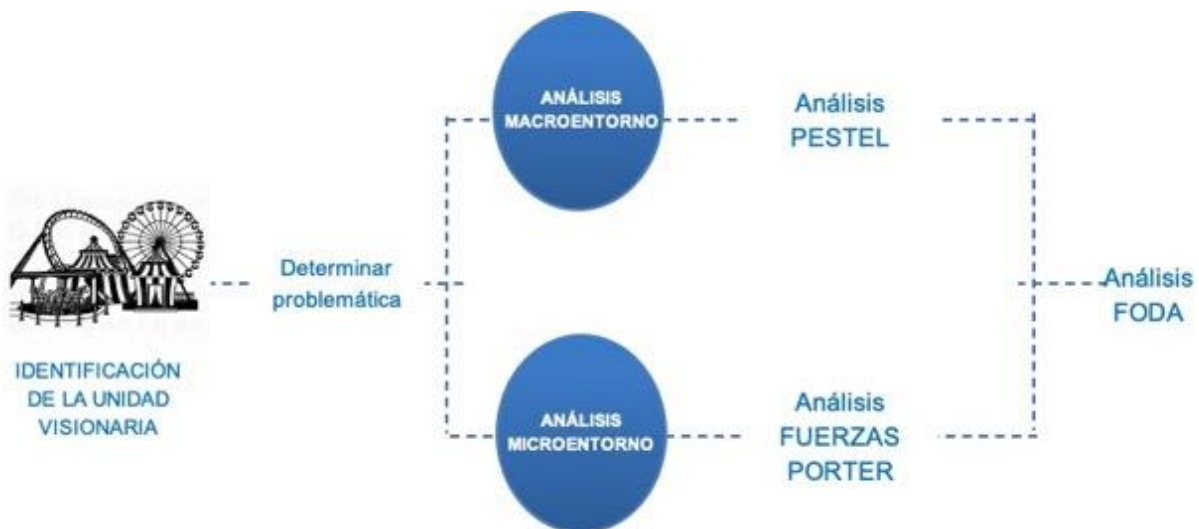 IDENTIFICACIÓN
DE LA UNIDAD
VISIONARIA
Determinar
problemática
ANÁLISIS
MACROENTORNO
Análisis
PESTEL
ANÁLISIS
MICROENTORNO
Análisis
FUERZAS
PORTER
Análisis
FODA